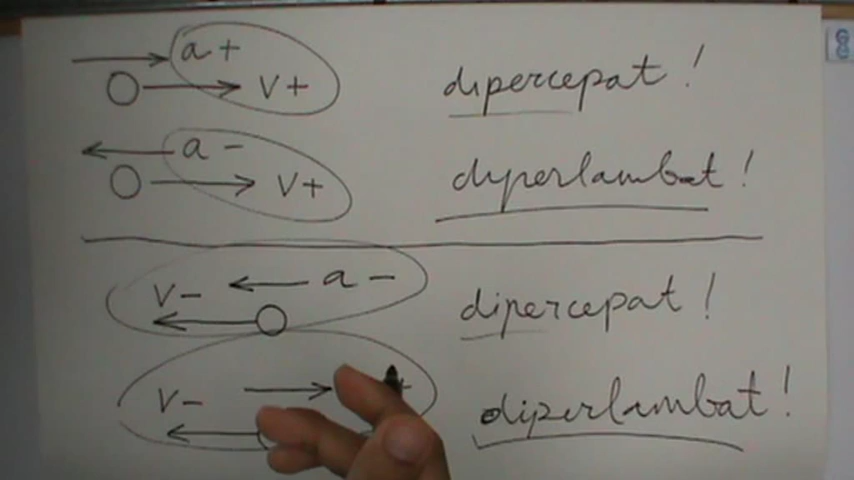 a + dipercepat!
v +
a - diperlambat!
v +
a - dipercepat!
v -
v - diperlambat!